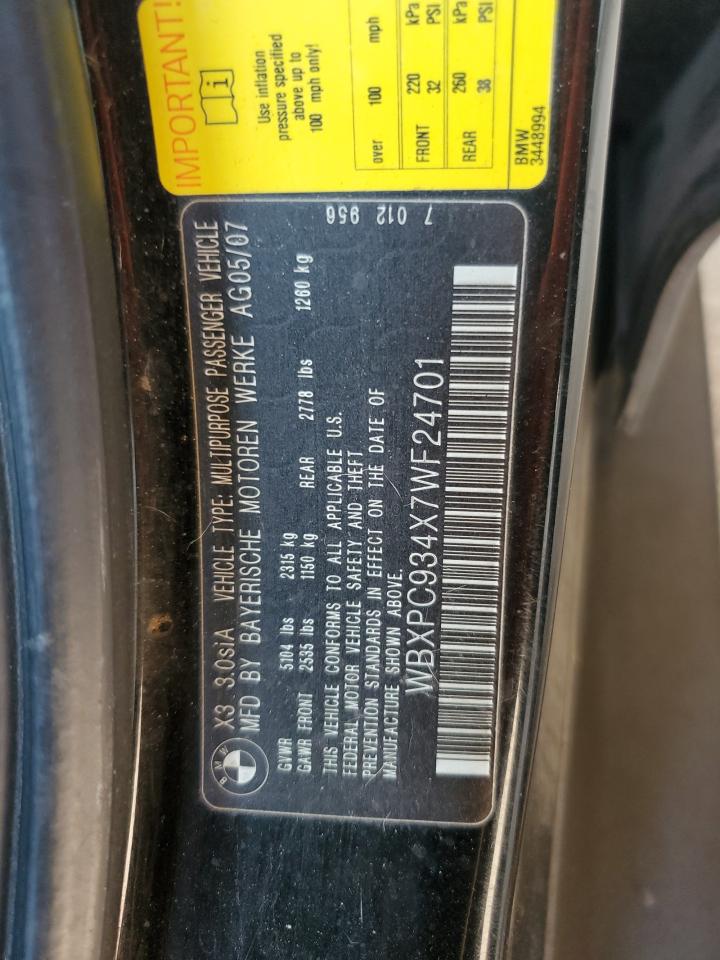 IMPORTANT!
i
Use inflation
pressure specified
above up to
100 mph only!
over 100 mph
kPa
FRONT 220
32 PSI
kPa
REAR 260
38 PSI
BMW
3448994
7 012 956
BMW
X3 3.0siA VEHICLE TYPE: MULTIPURPOSE PASSENGER VEHICLE
MFD BY BAYERISCHE MOTOREN WERKE AG05/07
GVWR 5104 lbs 2315 kg
GAWR FRONT 2535 lbs 1150 kg REAR 2778 lbs 1260 kg
THIS VEHICLE CONFORMS TO ALL APPLICABLE U.S.
FEDERAL MOTOR VEHICLE SAFETY AND THEFT
PREVENTION STANDARDS IN EFFECT ON THE DATE OF
MANUFACTURE SHOWN ABOVE.
WBXPC934X7WF24701